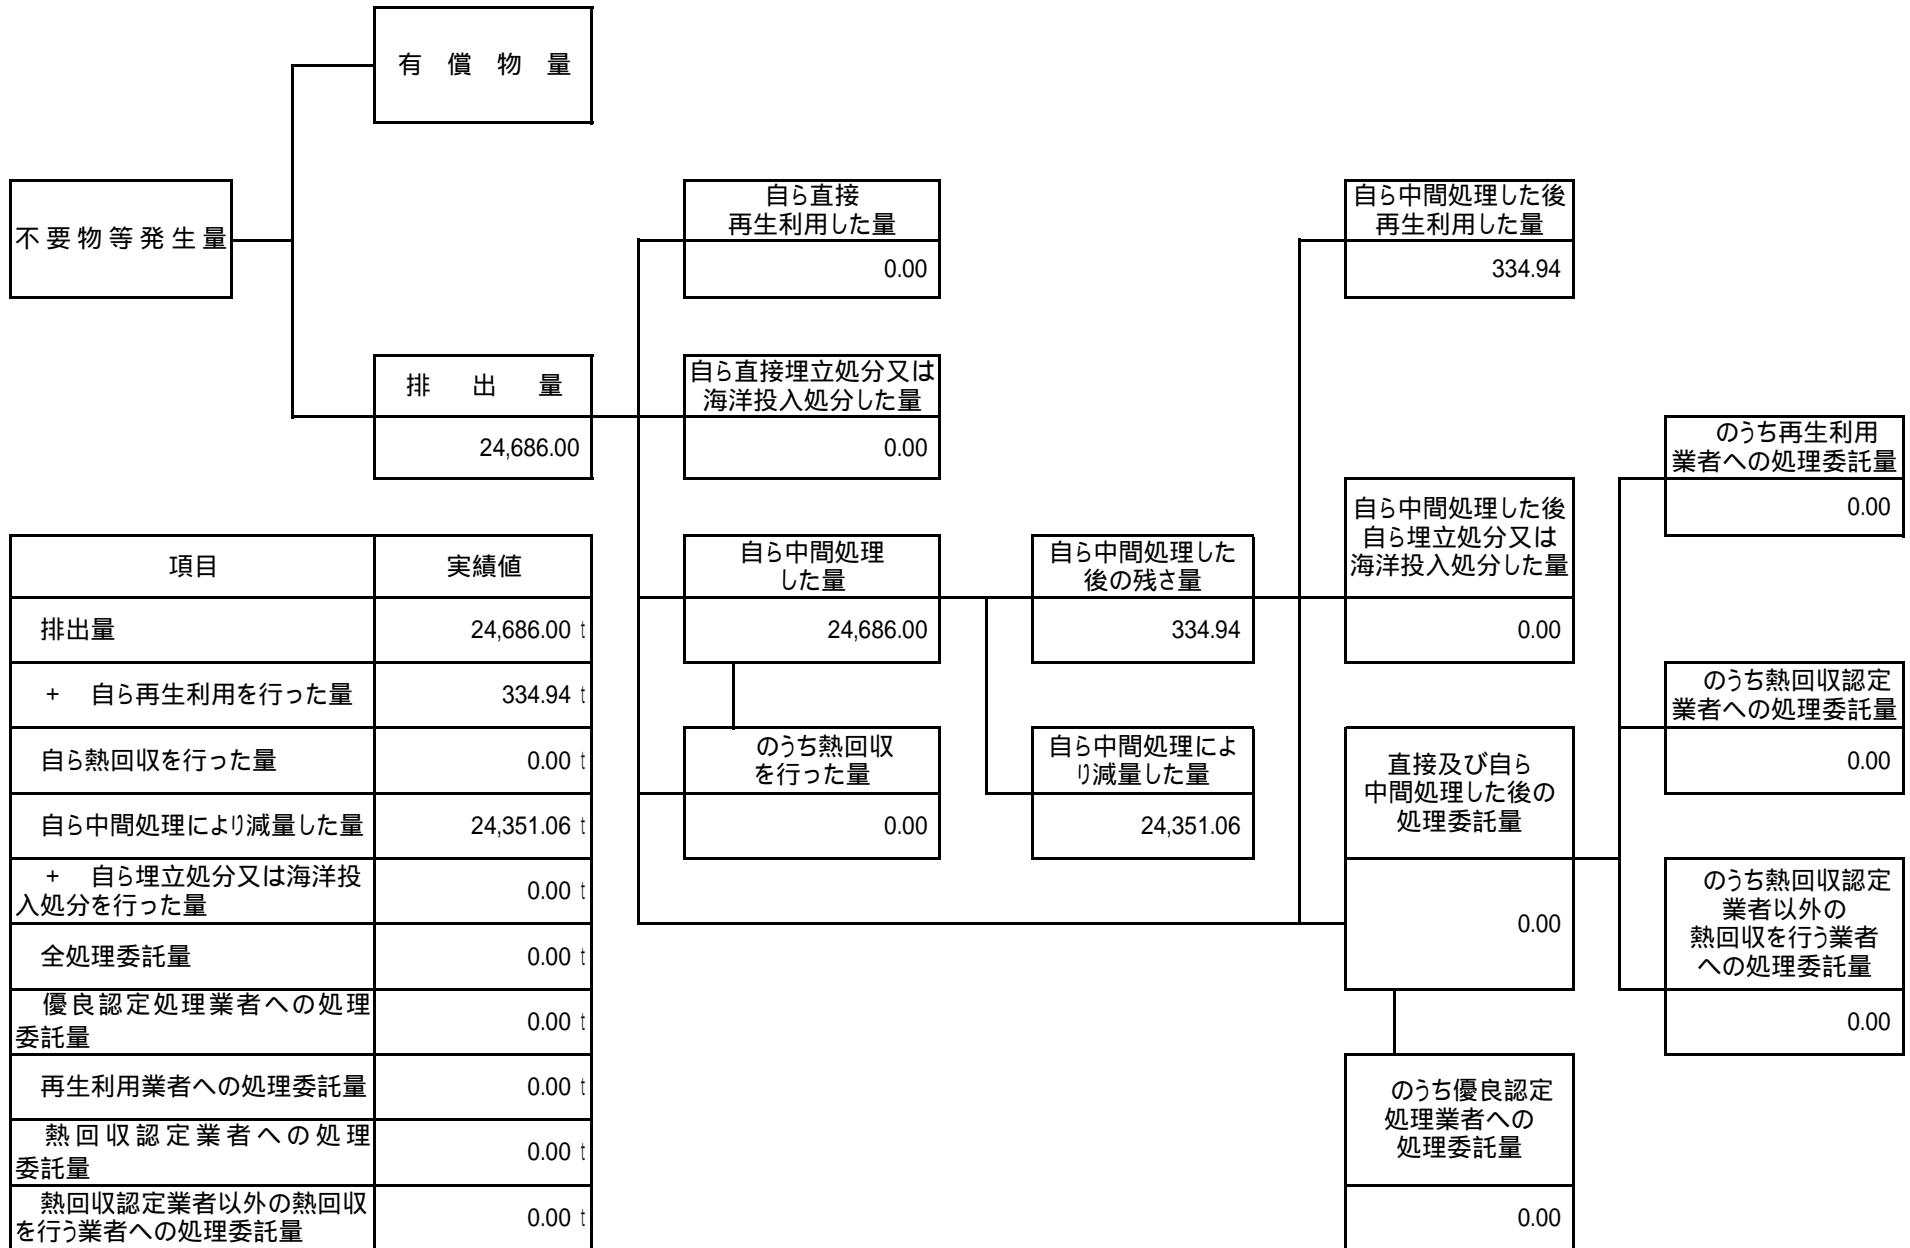 有 償 物 量
不要物等発生量
自ら直接
再生利用した量
0.00
自ら中間処理した後
再生利用した量
334.94
排 出 量
24,686.00
自ら直接埋立処分又は
海洋投入処分した量
0.00
のうち再生利用
業者への処理委託量
0.00
自ら中間処理した後
自ら埋立処分又は
海洋投入処分した量
0.00
自ら中間処理
した量
24,686.00
自ら中間処理した
後の残さ量
334.94
のうち熱回収認定
業者への処理委託量
0.00
のうち熱回収
を行った量
0.00
自ら中間処理によ
り減量した量
24,351.06
直接及び自ら
中間処理した後の
処理委託量
0.00
のうち熱回収認定
業者以外の
熱回収を行う業者
への処理委託量
0.00
のうち優良認定
処理業者への
処理委託量
0.00
項目 実績値
排出量 24,686.00 t
+ 自ら再生利用を行った量 334.94 t
自ら熱回収を行った量 0.00 t
自ら中間処理により減量した量 24,351.06 t
+ 自ら埋立処分又は海洋投
入処分を行った量 0.00 t
全処理委託量 0.00 t
優良認定処理業者への処理
委託量 0.00 t
再生利用業者への処理委託量 0.00 t
熱回収認定業者への処理
委託量 0.00 t
熱回収認定業者以外の熱回収
を行う業者への処理委託量 0.00 t